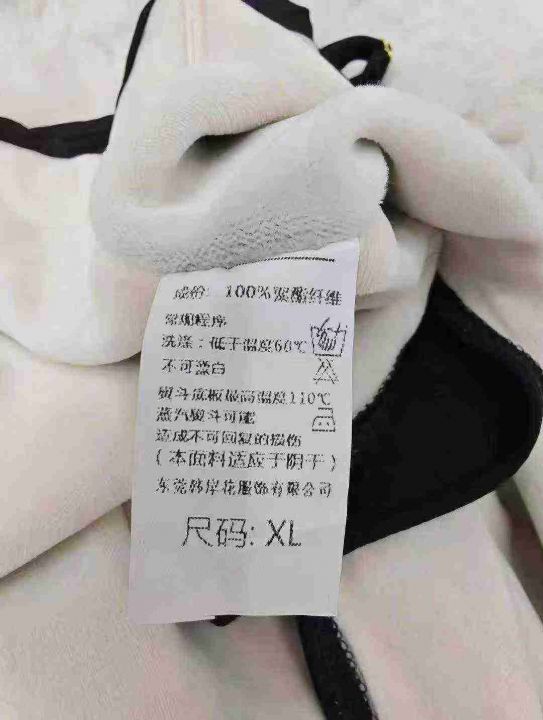 成份: 100%聚酯纤维
常规程序
洗涤：低于温度60℃
不可漂白
熨斗底板最高温度110℃
蒸汽熨斗可能
造成不可回复的损伤
（本面料适应于阴干）
东莞韩岸花服饰有限公司
尺码: XL